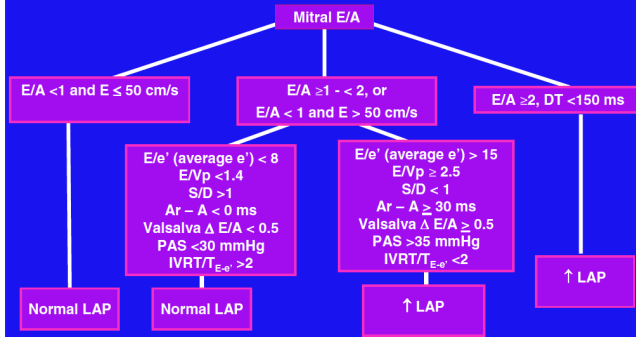 Mitral E/A
E/A <1 and E ≤ 50 cm/s
E/A ≥1 - < 2, or
E/A < 1 and E > 50 cm/s
E/A ≥2, DT <150 ms
E/e' (average e') < 8
E/Vp <1.4
S/D >1
Ar – A < 0 ms
Valsalva Δ E/A < 0.5
PAS <30 mmHg
IVRT/T_E-e' >2
E/e' (average e') > 15
E/Vp ≥ 2.5
S/D < 1
Ar – A ≥ 30 ms
Valsalva Δ E/A ≥ 0.5
PAS >35 mmHg
IVRT/T_E-e' <2
Normal LAP
Normal LAP
↑ LAP
↑ LAP